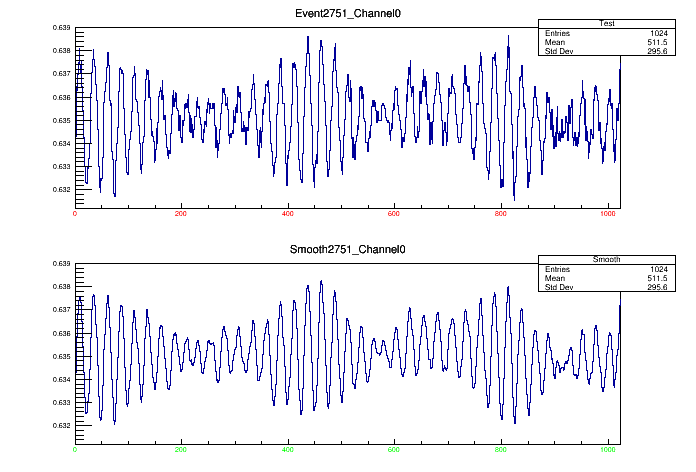 Event2751_Channel0
Test
Entries 1024
Mean 511.5
Std Dev 295.6
0.639
0.638
0.637
0.636
0.635
0.634
0.633
0.632
0 200 400 600 800 1000
Smooth2751_Channel0
Smooth
Entries 1024
Mean 511.5
Std Dev 295.6
0.639
0.638
0.637
0.636
0.635
0.634
0.633
0.632
0 200 400 600 800 1000